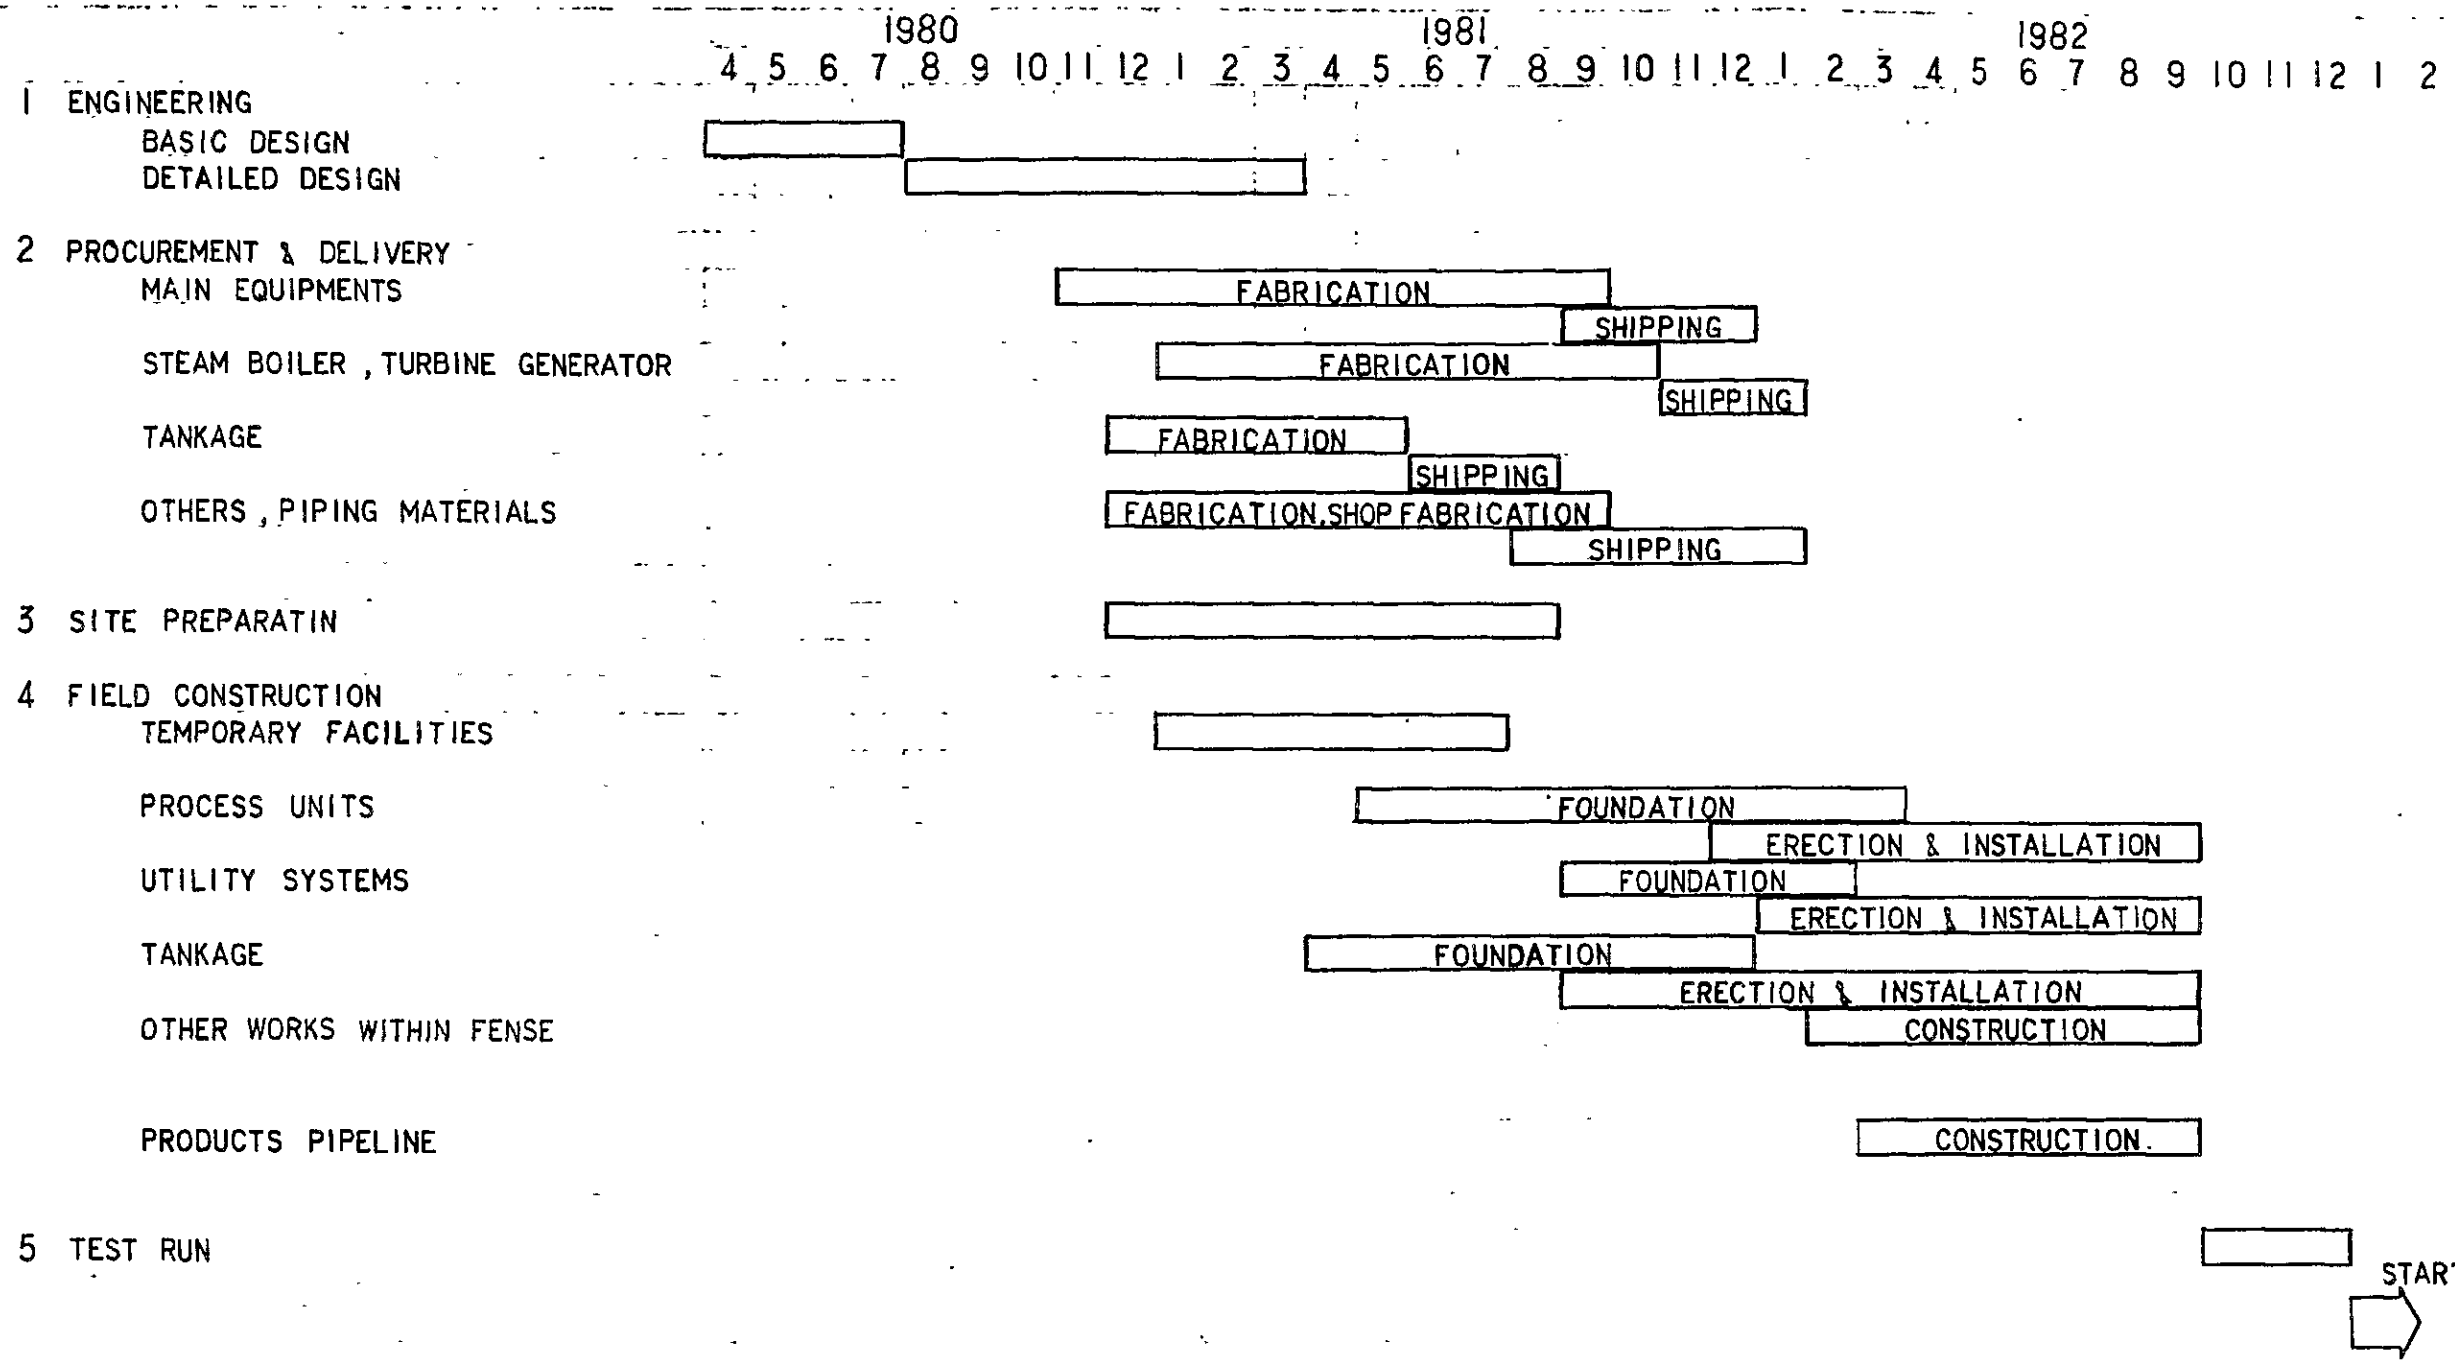 1980 1981 1982
4 5 6 7 8 9 10 11 12 1 2 3 4 5 6 7 8 9 10 11 12 1 2 3 4 5 6 7 8 9 10 11 12 1 2
1 ENGINEERING
BASIC DESIGN
DETAILED DESIGN
2 PROCUREMENT & DELIVERY
MAIN EQUIPMENTS FABRICATION
SHIPPING
STEAM BOILER , TURBINE GENERATOR FABRICATION
SHIPPING
TANKAGE FABRICATION
SHIPPING
OTHERS , PIPING MATERIALS FABRICATION.SHOP FABRICATION
SHIPPING
3 SITE PREPARATIN
4 FIELD CONSTRUCTION
TEMPORARY FACILITIES
PROCESS UNITS FOUNDATION
ERECTION & INSTALLATION
UTILITY SYSTEMS FOUNDATION
ERECTION & INSTALLATION
TANKAGE FOUNDATION
ERECTION & INSTALLATION
OTHER WORKS WITHIN FENSE CONSTRUCTION
PRODUCTS PIPELINE CONSTRUCTION.
5 TEST RUN
STAR